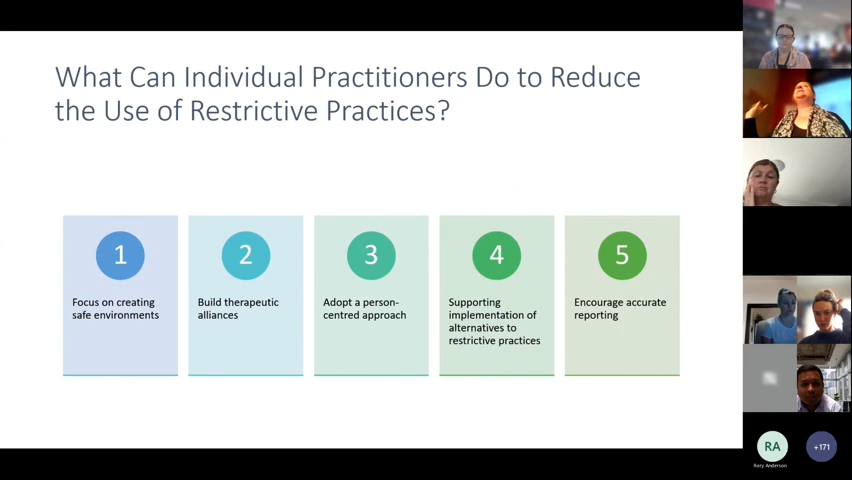 What Can Individual Practitioners Do to Reduce
the Use of Restrictive Practices?
1
Focus on creating
safe environments
2
Build therapeutic
alliances
3
Adopt a person-
centred approach
4
Supporting
implementation of
alternatives to
restrictive practices
5
Encourage accurate
reporting
RA
Rory Anderson
+171